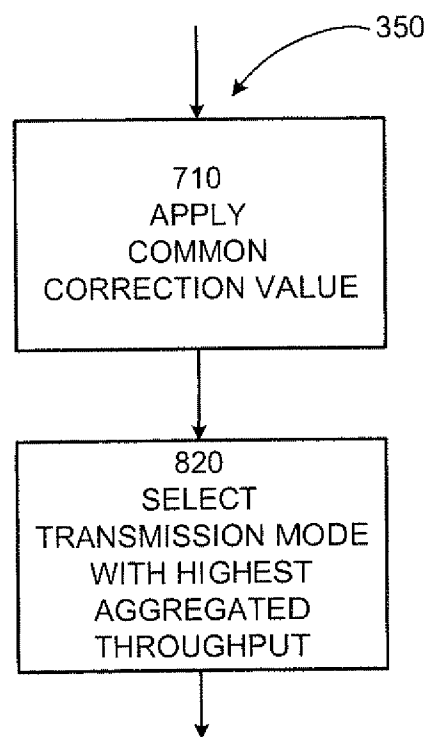 350
710
APPLY
COMMON
CORRECTION VALUE
820
SELECT
TRANSMISSION MODE
WITH HIGHEST
AGGREGATED
THROUGHPUT